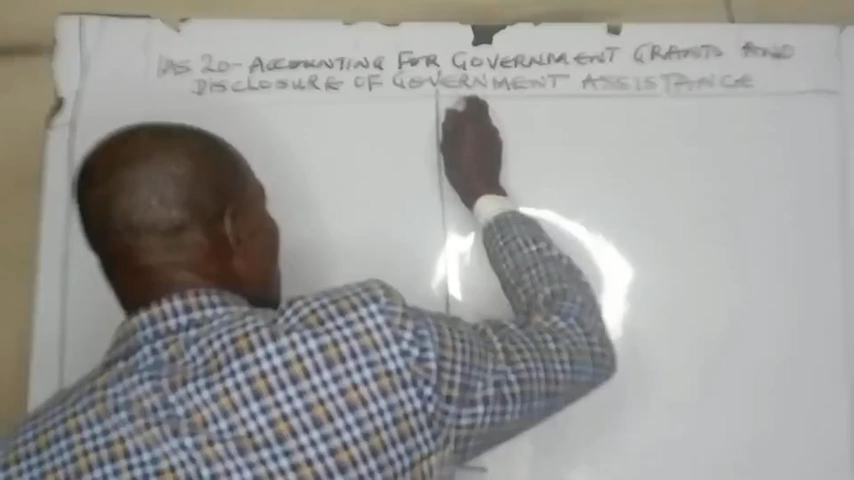 IAS 20- ACCOUNTING FOR GOVERNMENT GRANTS AND
DISCLOSURE OF GOVERNMENT ASSISTANCE